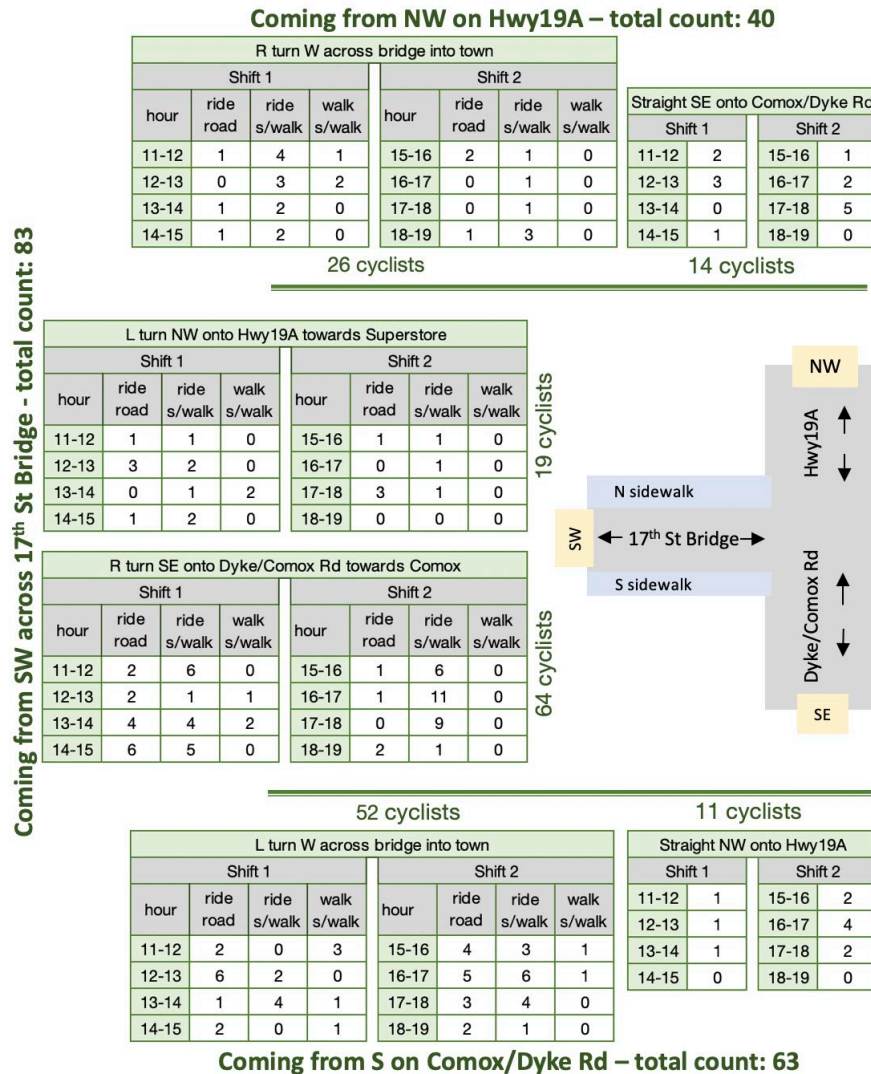 Coming from NW on Hwy19A – total count: 40
R turn W across bridge into town
Shift 1 Shift 2
hour ride road ride s/walk walk s/walk hour ride road ride s/walk walk s/walk
11-12 1 4 1 15-16 2 1 0
12-13 0 3 2 16-17 0 1 0
13-14 1 2 0 17-18 0 1 0
14-15 1 2 0 18-19 1 3 0
26 cyclists
Straight SE onto Comox/Dyke Rd
Shift 1 Shift 2
11-12 2 15-16 1
12-13 3 16-17 2
13-14 0 17-18 5
14-15 1 18-19 0
14 cyclists
Coming from SW across 17th St Bridge - total count: 83
L turn NW onto Hwy19A towards Superstore
Shift 1 Shift 2
hour ride road ride s/walk walk s/walk hour ride road ride s/walk walk s/walk
11-12 1 1 0 15-16 1 1 0
12-13 3 2 0 16-17 0 1 0
13-14 0 1 2 17-18 3 1 0
14-15 1 2 0 18-19 0 0 0
19 cyclists
R turn SE onto Dyke/Comox Rd towards Comox
Shift 1 Shift 2
hour ride road ride s/walk walk s/walk hour ride road ride s/walk walk s/walk
11-12 2 6 0 15-16 1 6 0
12-13 2 1 1 16-17 1 11 0
13-14 4 4 2 17-18 0 9 0
14-15 6 5 0 18-19 2 1 0
64 cyclists
NW
Hwy19A
N sidewalk
SW
17th St Bridge
S sidewalk
Dyke/Comox Rd
SE
52 cyclists
L turn W across bridge into town
Shift 1 Shift 2
hour ride road ride s/walk walk s/walk hour ride road ride s/walk walk s/walk
11-12 2 0 3 15-16 4 3 1
12-13 6 2 0 16-17 5 6 1
13-14 1 4 1 17-18 3 4 0
14-15 2 0 1 18-19 2 1 0
11 cyclists
Straight NW onto Hwy19A
Shift 1 Shift 2
11-12 1 15-16 2
12-13 1 16-17 4
13-14 1 17-18 2
14-15 0 18-19 0
Coming from S on Comox/Dyke Rd – total count: 63